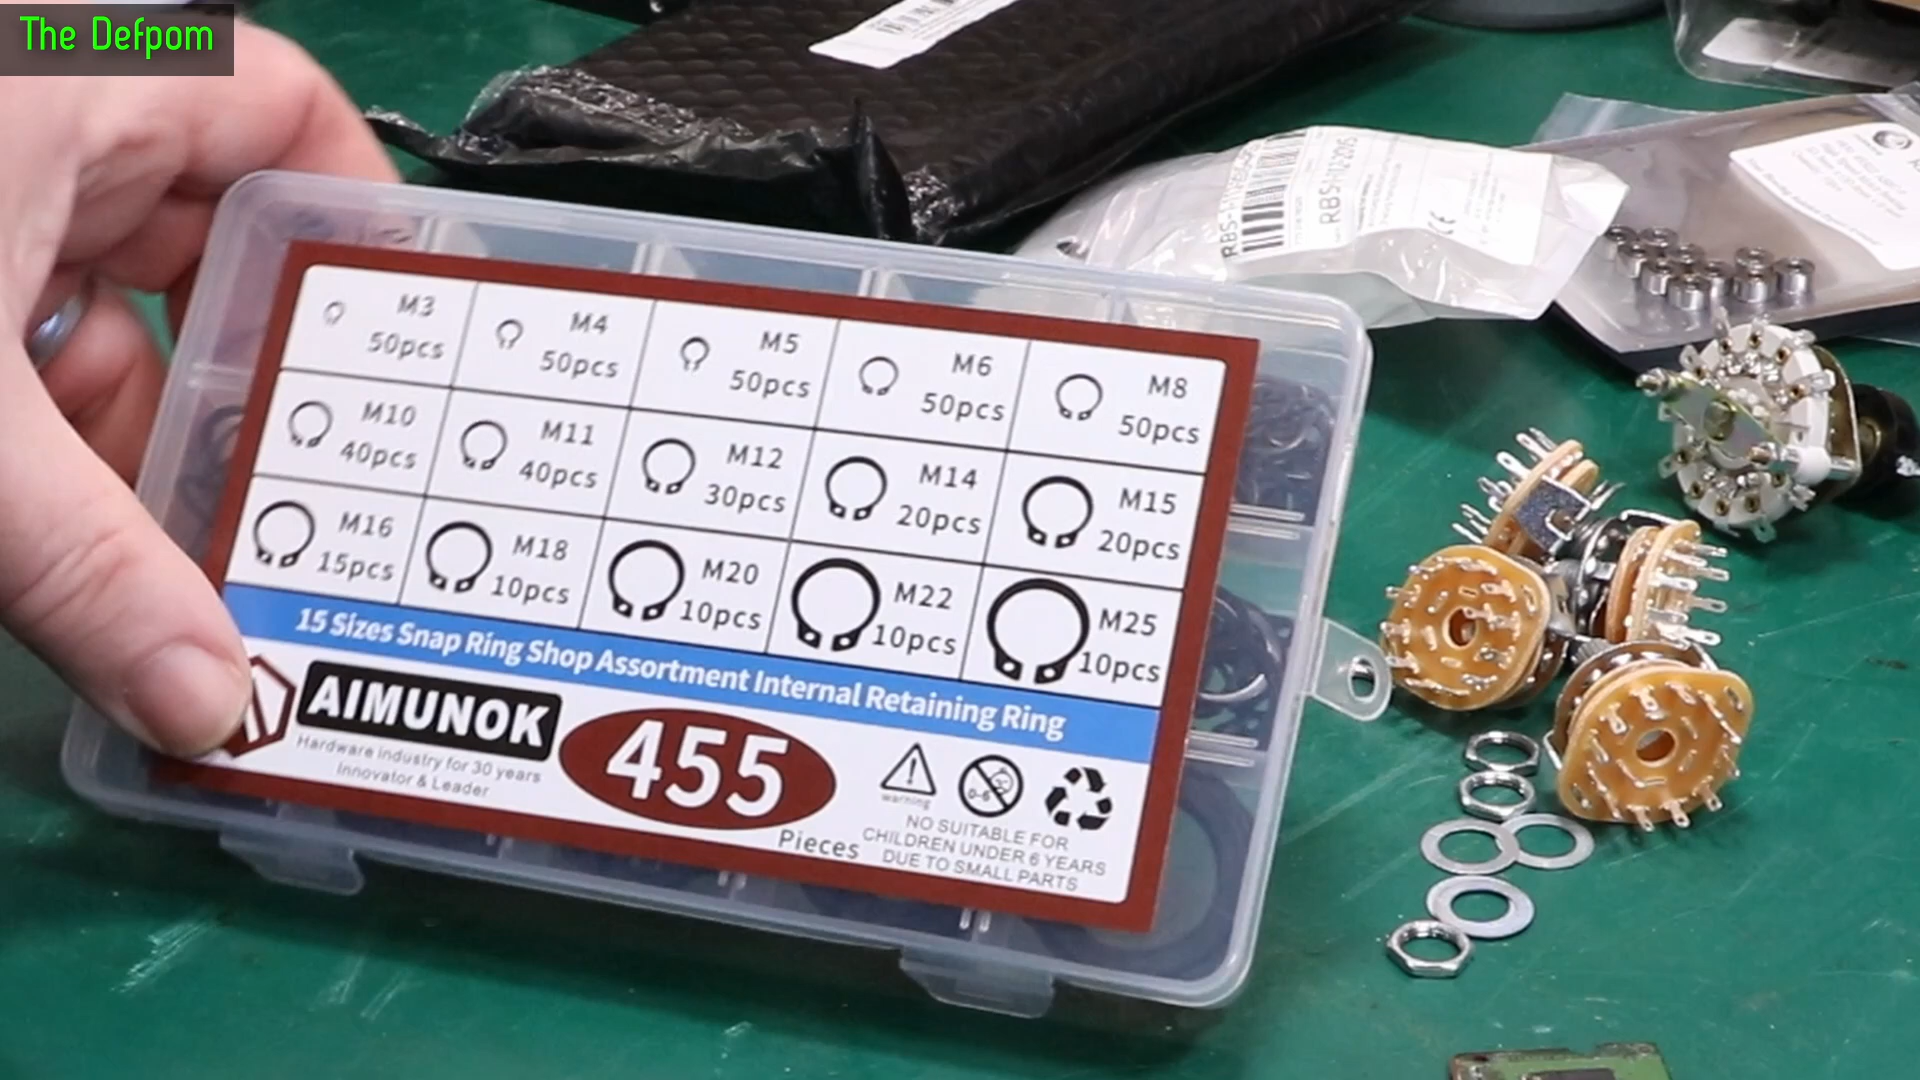 The Defpom
M3
50pcs
M4
50pcs
M5
50pcs
M6
50pcs
M8
50pcs
M10
40pcs
M11
40pcs
M12
30pcs
M14
20pcs
M15
20pcs
M16
15pcs
M18
10pcs
M20
10pcs
M22
10pcs
M25
10pcs
15 Sizes Snap Ring Shop Assortment Internal Retaining Ring
AIMUNOK
Hardware industry for 30 years
Innovator & Leader
455
Pieces
warning
0-6
NO SUITABLE FOR
CHILDREN UNDER 6 YEARS
DUE TO SMALL PARTS
CE